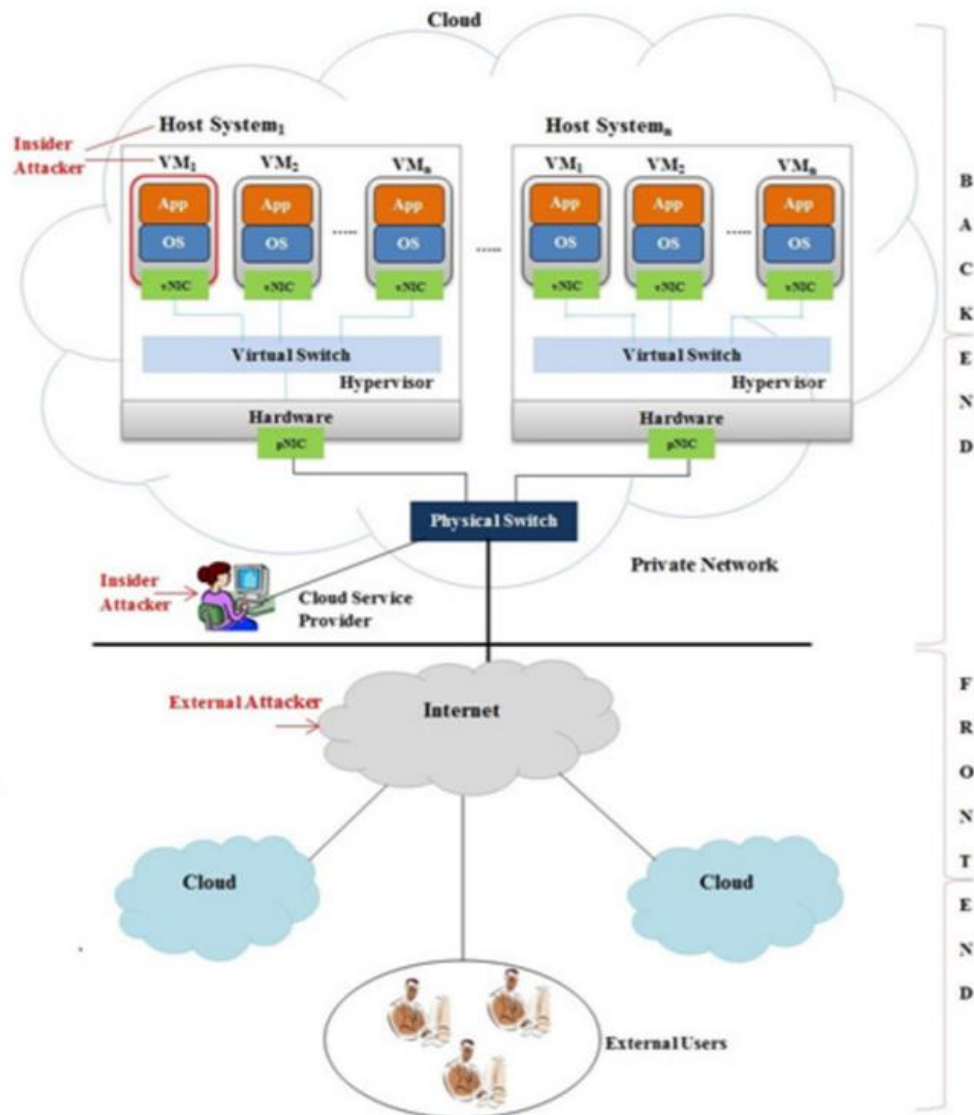 Cloud
Host System1
Host Systemn
Insider
Attacker
VM1
VM2
VMn
VM1
VM2
VMn
App
App
App
App
App
App
OS
OS
OS
OS
OS
OS
.....
.....
.....
vNIC
vNIC
vNIC
vNIC
vNIC
vNIC
Virtual Switch
Virtual Switch
Hypervisor
Hypervisor
Hardware
Hardware
pNIC
pNIC
Physical Switch
Private Network
Insider
Attacker
Cloud Service
Provider
B
A
C
K
E
N
D
External Attacker
Internet
Cloud
Cloud
External Users
F
R
O
N
T
E
N
D